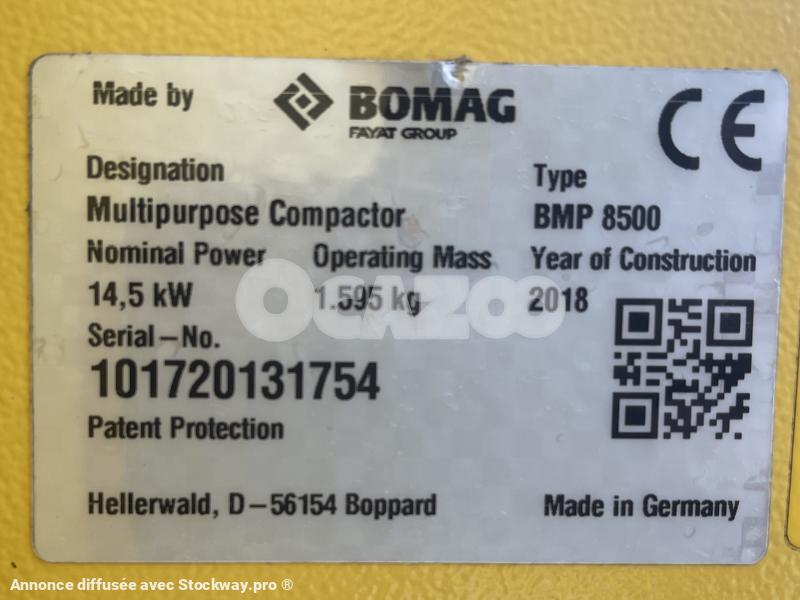 Made by
BOMAG
FAYAT GROUP
CE
Designation
Type
Multipurpose Compactor
BMP 8500
Nominal Power Operating Mass Year of Construction
14,5 kW 1.595 kg 2018
OCAZOO
Serial-No.
101720131754
Patent Protection
Hellerwald, D-56154 Boppard
Made in Germany
Annonce diffusée avec Stockway.pro ®